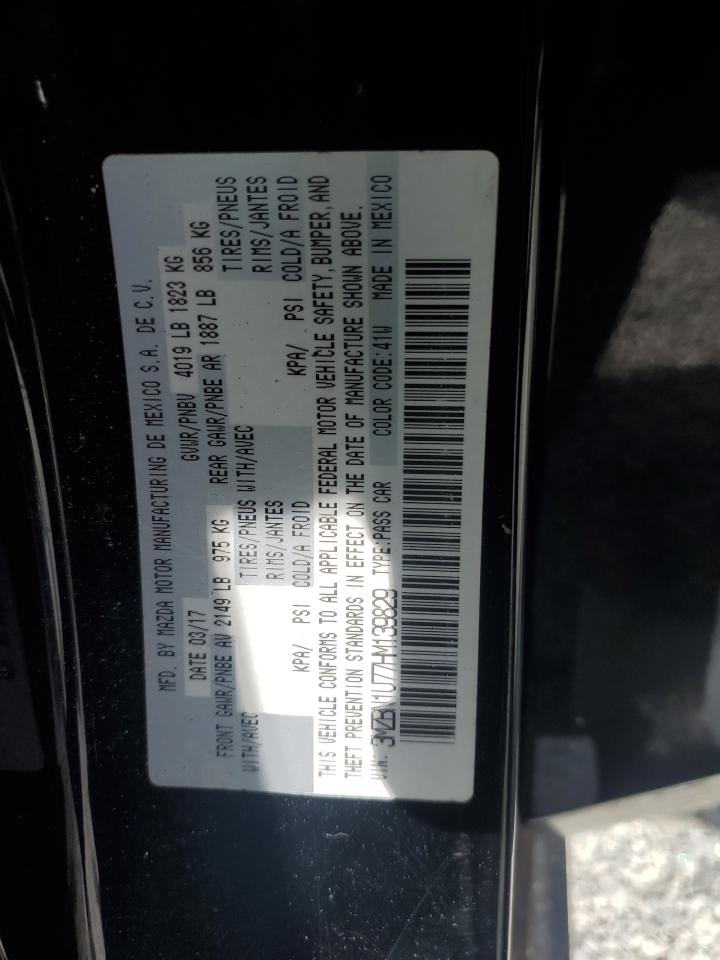 MFD. BY MAZDA MOTOR MANUFACTURING DE MEXICO S.A. DE C.V.
DATE 03/17 GVWR/PNBV 4019 LB 1823 KG
FRONT GAWR/PNBE AV 2149 LB 975 KG REAR GAWR/PNBE AR 1887 LB 856 KG
WITH/AVEC TIRES/PNEUS WITH/AVEC TIRES/PNEUS
RIMS/JANTES RIMS/JANTES
KPA/ PSI COLD/A FROID KPA/ PSI COLD/A FROID
THIS VEHICLE CONFORMS TO ALL APPLICABLE FEDERAL MOTOR VEHICLE SAFETY, BUMPER, AND
THEFT PREVENTION STANDARDS IN EFFECT ON THE DATE OF MANUFACTURE SHOWN ABOVE.
VIN: 3MZBN1U77HM139829 TYPE:PASS CAR COLOR CODE:41W MADE IN MEXICO